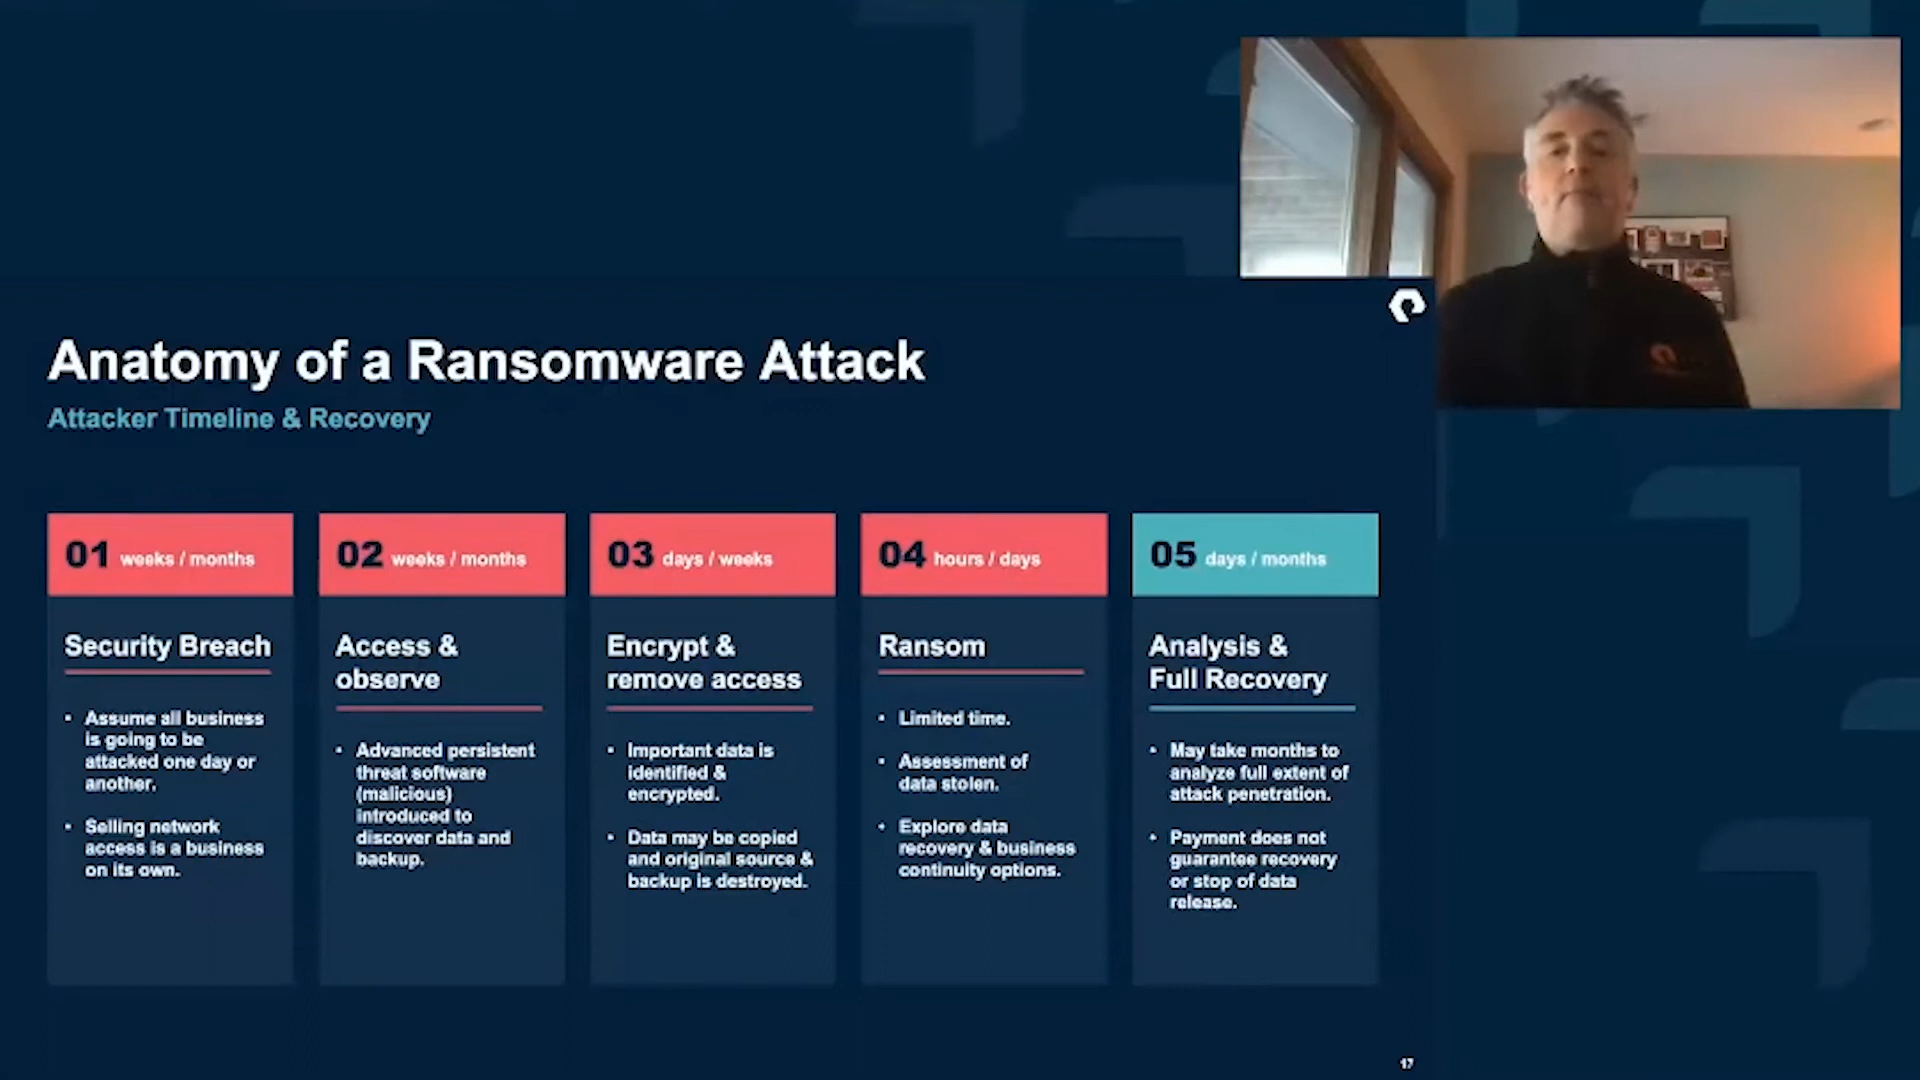 Anatomy of a Ransomware Attack
Attacker Timeline & Recovery
01 weeks / months
Security Breach
• Assume all business
is going to be
attacked one day or
another.
• Selling network
access is a business
on its own.
02 weeks / months
Access &
observe
• Advanced persistent
threat software
(malicious)
introduced to
discover data and
backup.
03 days / weeks
Encrypt &
remove access
• Important data is
identified &
encrypted.
• Data may be copied
and original source &
backup is destroyed.
04 hours / days
Ransom
• Limited time.
• Assessment of
data stolen.
• Explore data
recovery & business
continuity options.
05 days / months
Analysis &
Full Recovery
• May take months to
analyze full extent of
attack penetration.
• Payment does not
guarantee recovery
or stop of data
release.
17